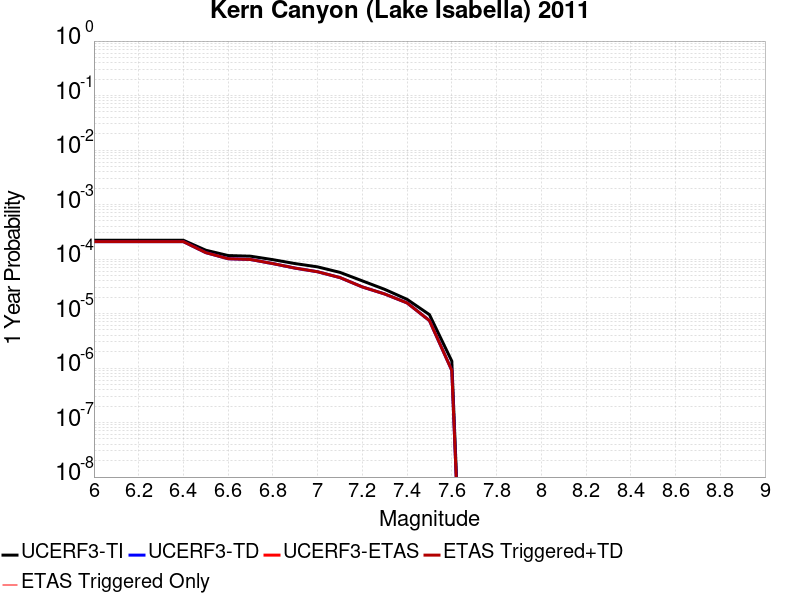 Kern Canyon (Lake Isabella) 2011
10^0
10^-1
10^-2
10^-3
10^-4
10^-5
10^-6
10^-7
10^-8
1 Year Probability
6 6.2 6.4 6.6 6.8 7 7.2 7.4 7.6 7.8 8 8.2 8.4 8.6 8.8 9
Magnitude
UCERF3-TI UCERF3-TD UCERF3-ETAS ETAS Triggered+TD
ETAS Triggered Only